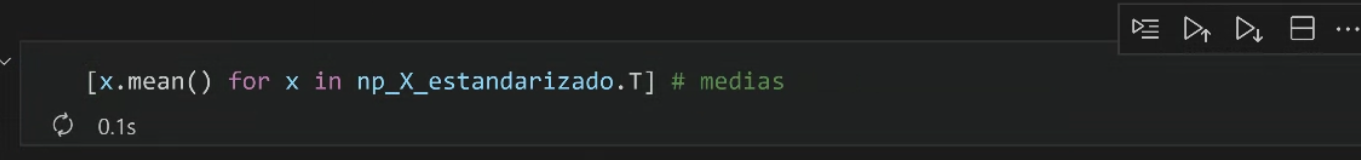 [x.mean() for x in np_X_estandarizado.T] # medias
0.1s